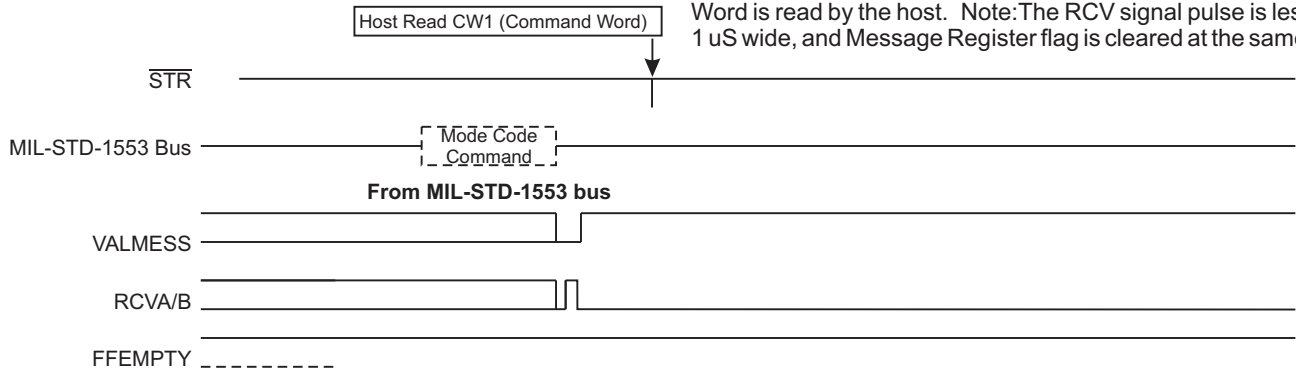 Host Read CW1 (Command Word)
Word is read by the host. Note:The RCV signal pulse is
1 uS wide, and Message Register flag is cleared at the
STR
MIL-STD-1553 Bus
Mode Code
Command
From MIL-STD-1553 bus
VALMESS
RCVA/B
FFEMPTY